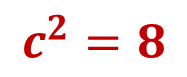 c² = 8